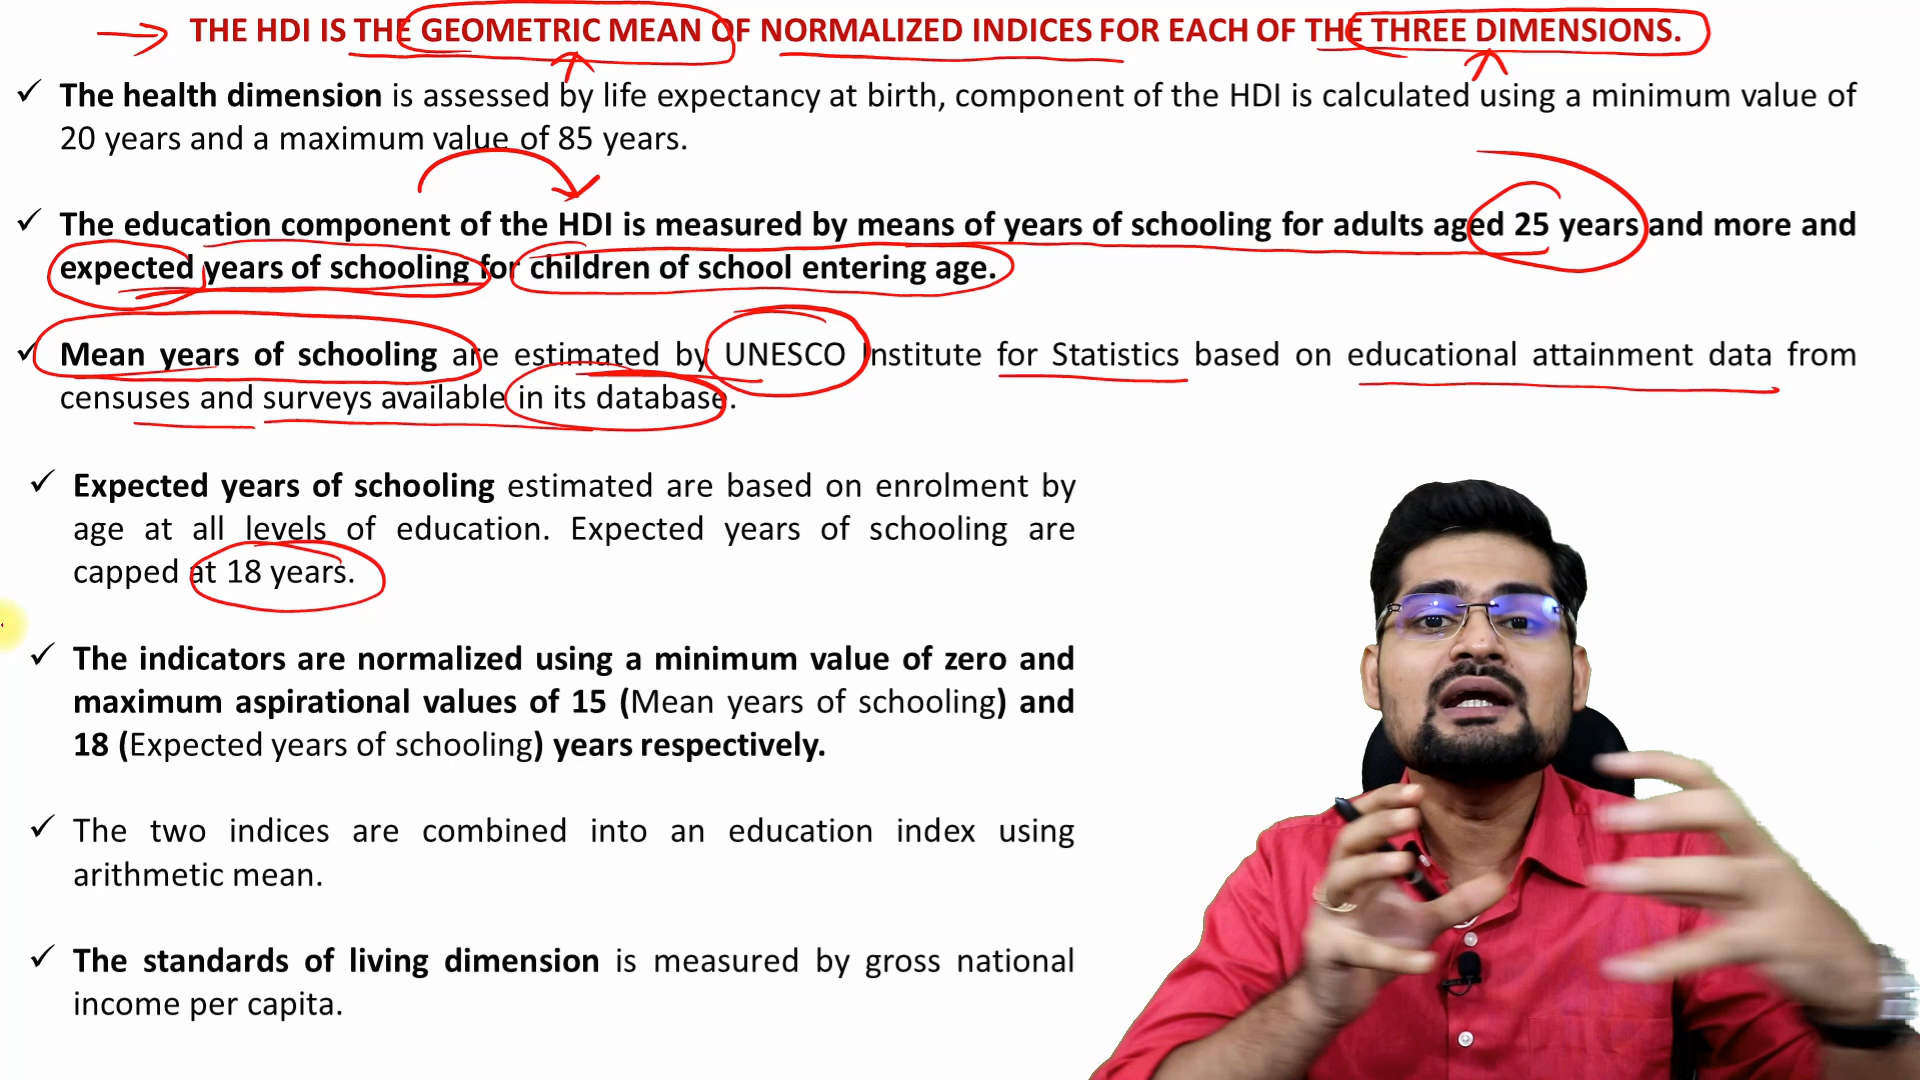 THE HDI IS THE GEOMETRIC MEAN OF NORMALIZED INDICES FOR EACH OF THE THREE DIMENSIONS.
The health dimension is assessed by life expectancy at birth, component of the HDI is calculated using a minimum value of
20 years and a maximum value of 85 years.
The education component of the HDI is measured by means of years of schooling for adults aged 25 years and more and
expected years of schooling for children of school entering age.
Mean years of schooling are estimated by UNESCO Institute for Statistics based on educational attainment data from
censuses and surveys available in its database.
Expected years of schooling estimated are based on enrolment by
age at all levels of education. Expected years of schooling are
capped at 18 years.
The indicators are normalized using a minimum value of zero and
maximum aspirational values of 15 (Mean years of schooling) and
18 (Expected years of schooling) years respectively.
The two indices are combined into an education index using
arithmetic mean.
The standards of living dimension is measured by gross national
income per capita.